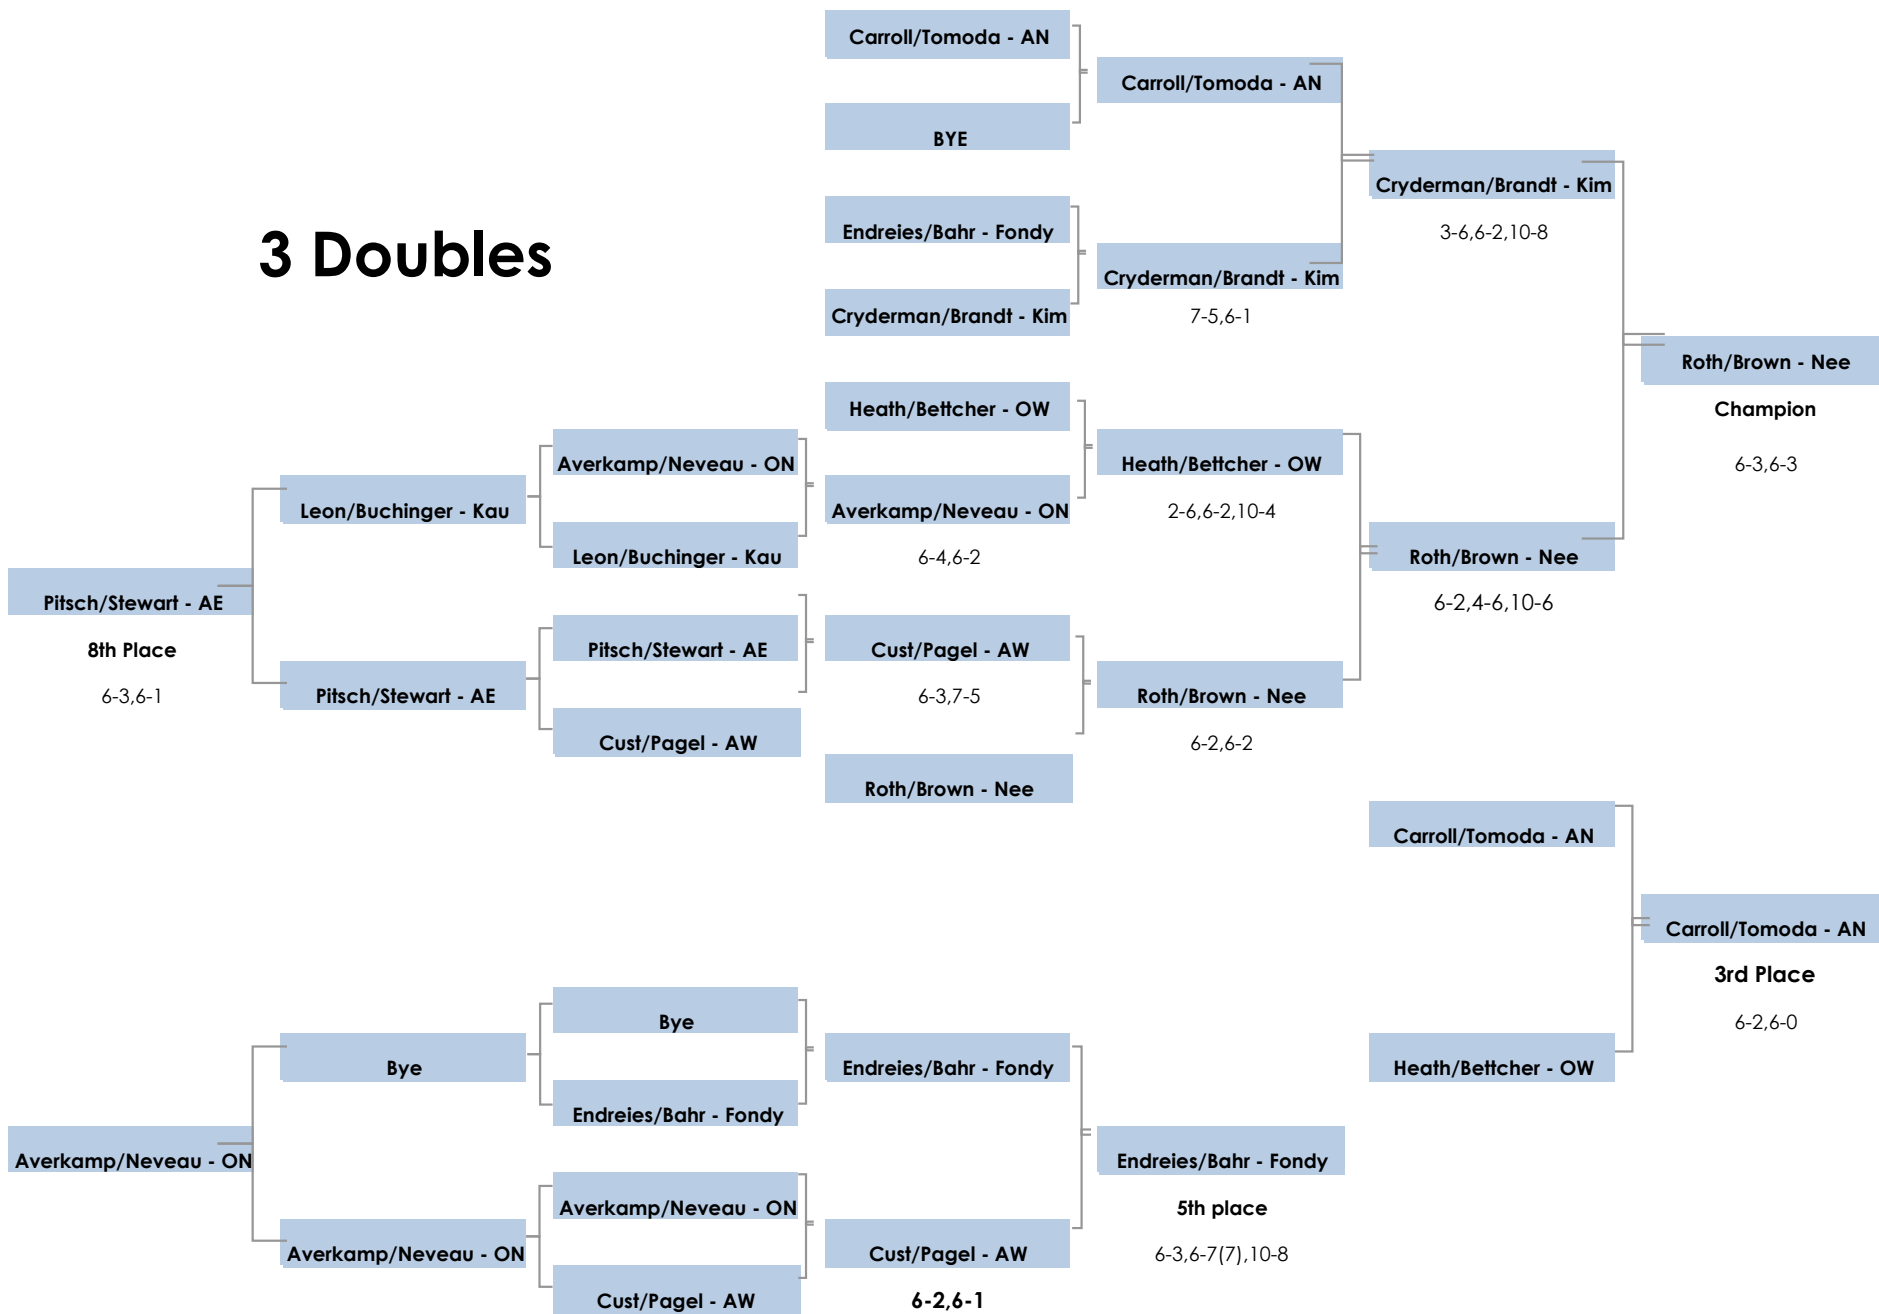 Carroll/Tomoda - AN
Carroll/Tomoda - AN
BYE
Cryderman/Brandt - Kim
Endreies/Bahr - Fondy
3-6,6-2,10-8
3 Doubles
Cryderman/Brandt - Kim
Cryderman/Brandt - Kim
7-5,6-1
Roth/Brown - Nee
Heath/Bettcher - OW
Champion
Averkamp/Neveau - ON
Heath/Bettcher - OW
6-3,6-3
Leon/Buchinger - Kau
Averkamp/Neveau - ON
2-6,6-2,10-4
Leon/Buchinger - Kau
6-4,6-2
Roth/Brown - Nee
Pitsch/Stewart - AE
6-2,4-6,10-6
8th Place
Pitsch/Stewart - AE
Cust/Pagel - AW
6-3,6-1
Pitsch/Stewart - AE
6-3,7-5
Roth/Brown - Nee
Cust/Pagel - AW
6-2,6-2
Roth/Brown - Nee
Carroll/Tomoda - AN
Carroll/Tomoda - AN
3rd Place
Bye
6-2,6-0
Bye
Endreies/Bahr - Fondy
Heath/Bettcher - OW
Endreies/Bahr - Fondy
Averkamp/Neveau - ON
Endreies/Bahr - Fondy
Averkamp/Neveau - ON
5th place
Averkamp/Neveau - ON
Cust/Pagel - AW
6-3,6-7(7),10-8
Cust/Pagel - AW
6-2,6-1